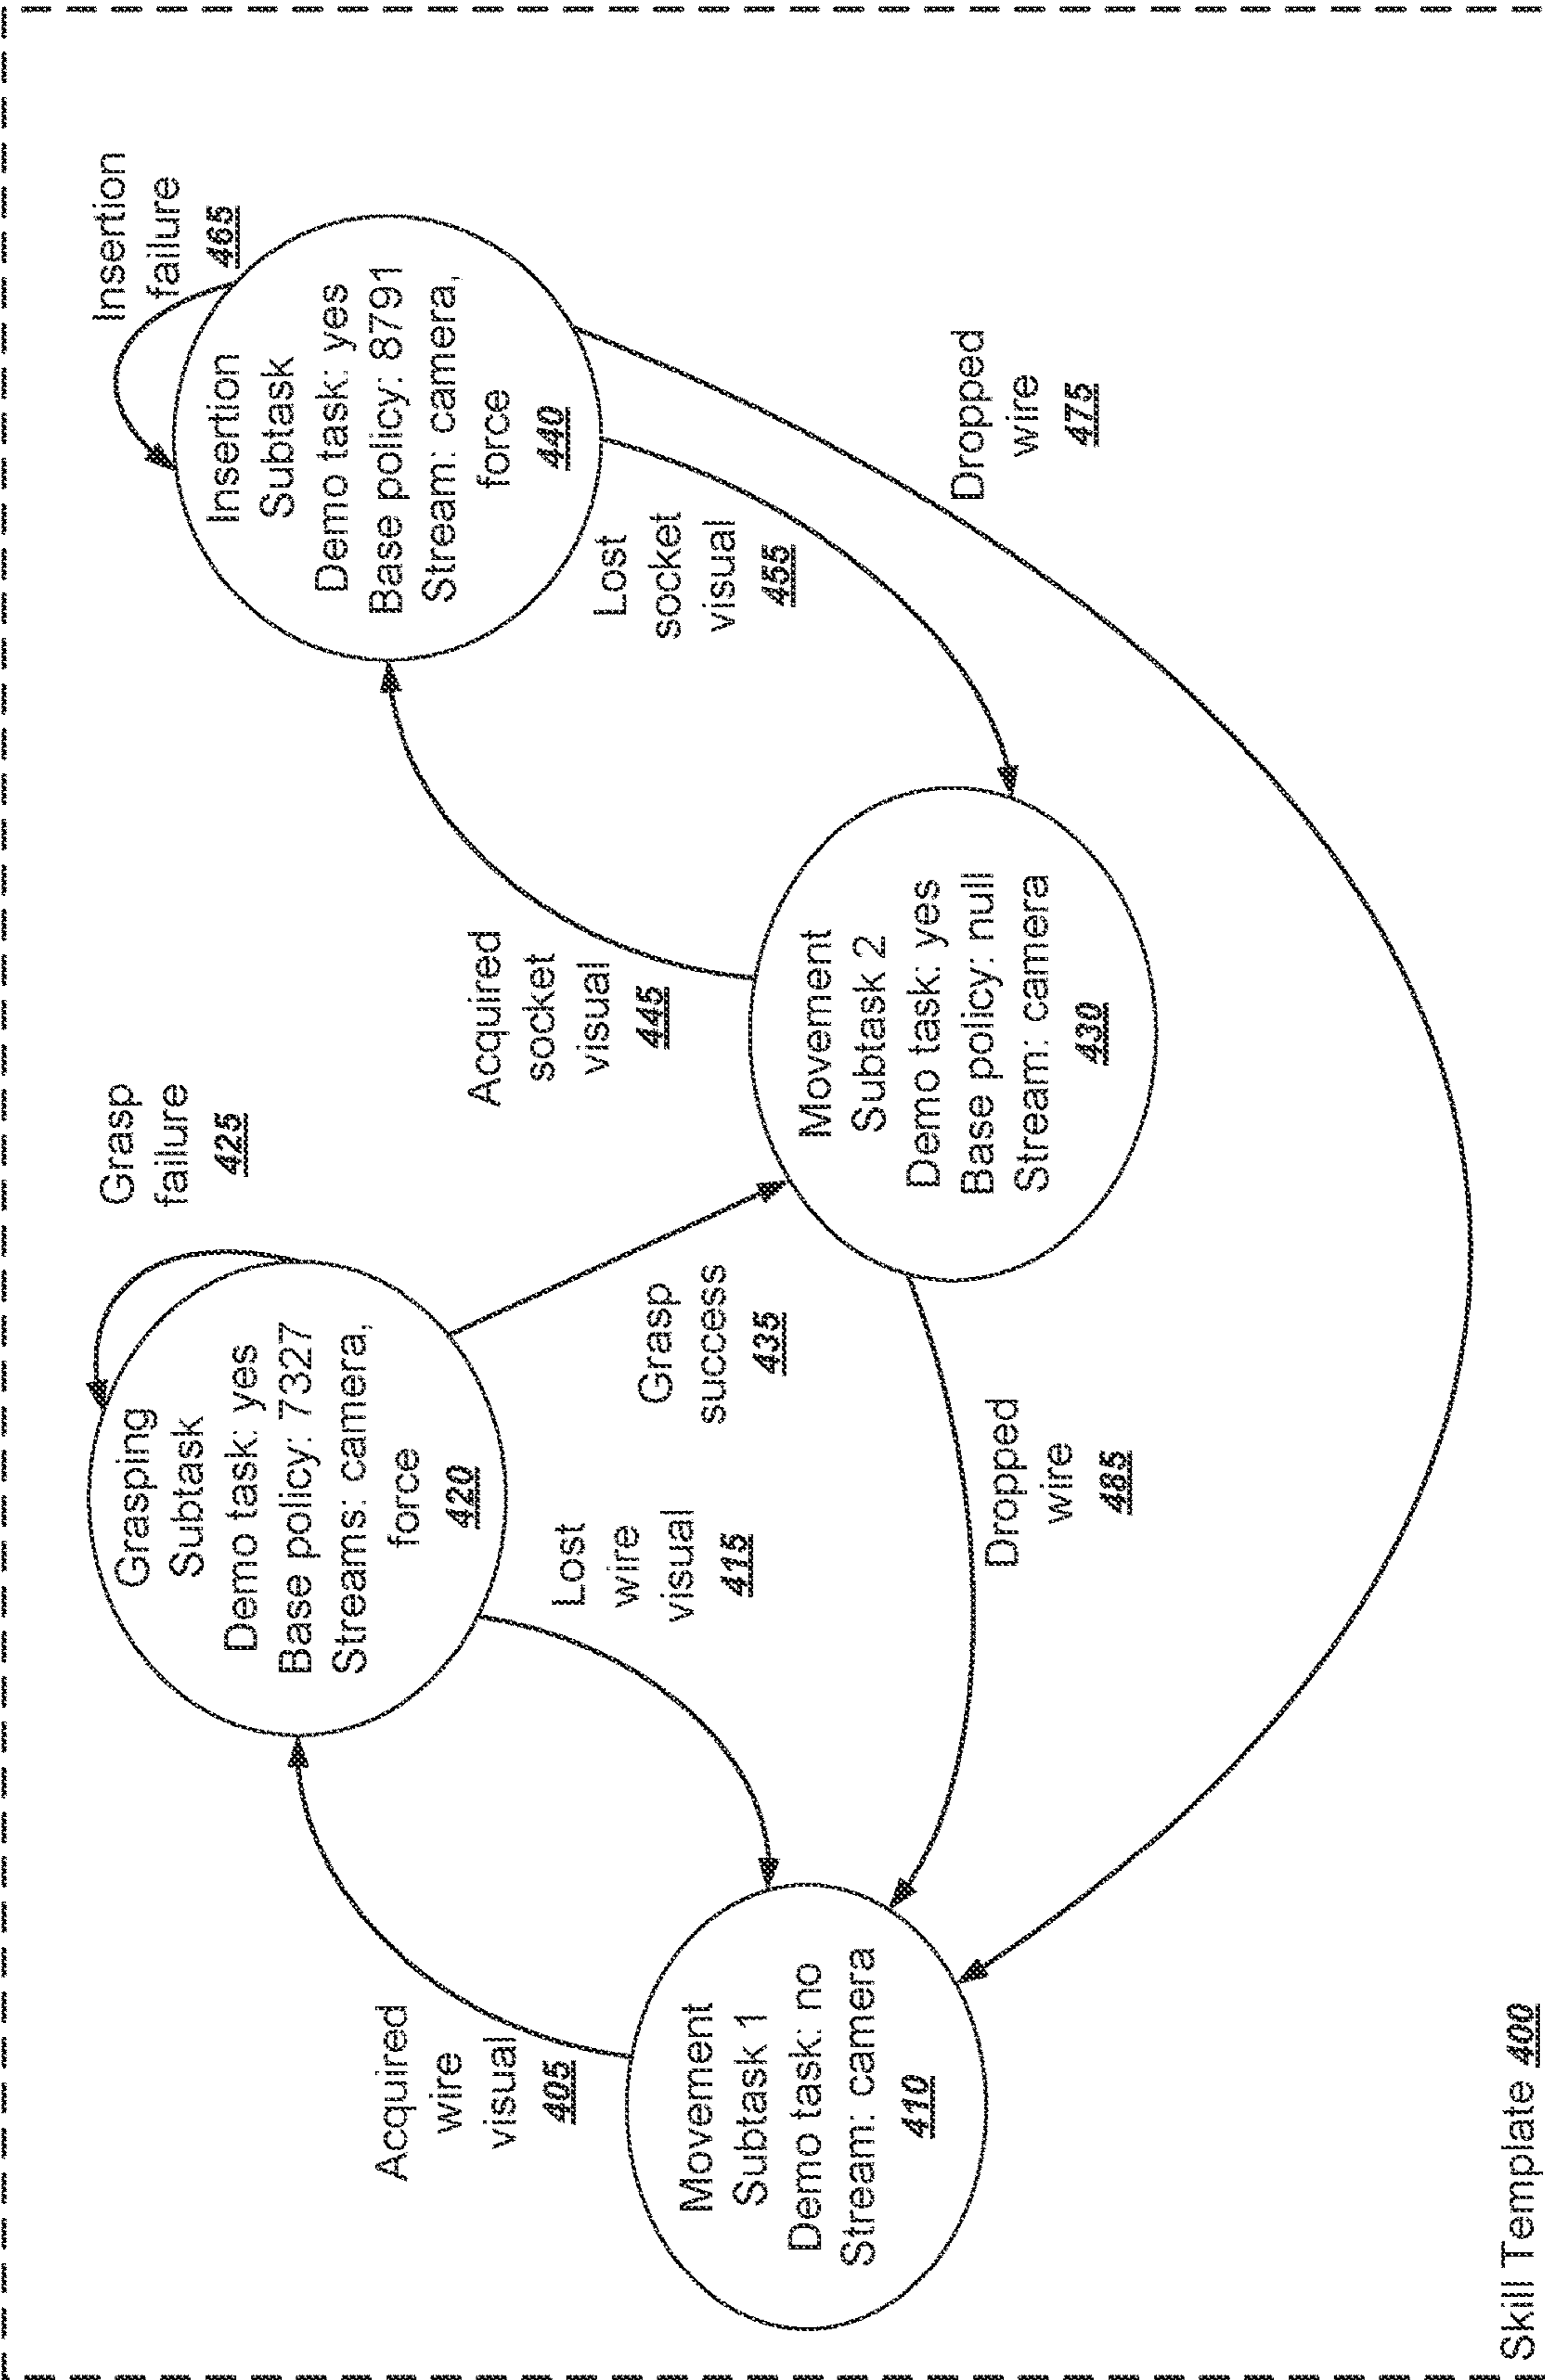 Acquired
wire
visual
405
Movement
Subtask 1
Demo task: no
Stream: camera
410
Grasping
Subtask
Demo task: yes
Base policy: 7327
Streams: camera,
force
420
Grasp
failure
425
Lost
wire
visual
415
Grasp
success
435
Dropped
wire
485
Movement
Subtask 2
Demo task: yes
Base policy: null
Stream: camera
430
Acquired
socket
visual
445
Insertion
Subtask
Demo task: yes
Base policy: 8791
Stream: camera,
force
440
Insertion
failure
465
Lost
socket
visual
455
Dropped
wire
475
Skill Template 400